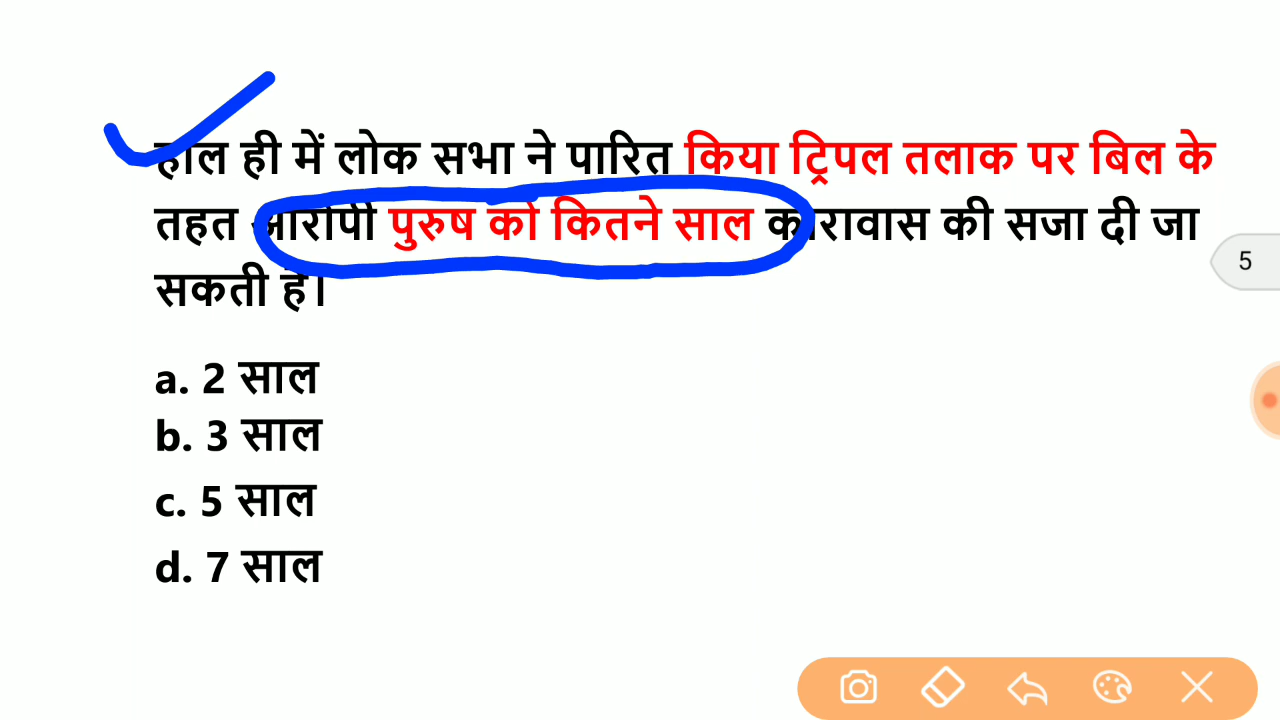 हाल ही में लोक सभा ने पारित किया ट्रिपल तलाक पर बिल के
तहत आरोपी पुरुष को कितने साल कारावास की सजा दी जा
सकती है।
5
a. 2 साल
b. 3 साल
c. 5 साल
d. 7 साल